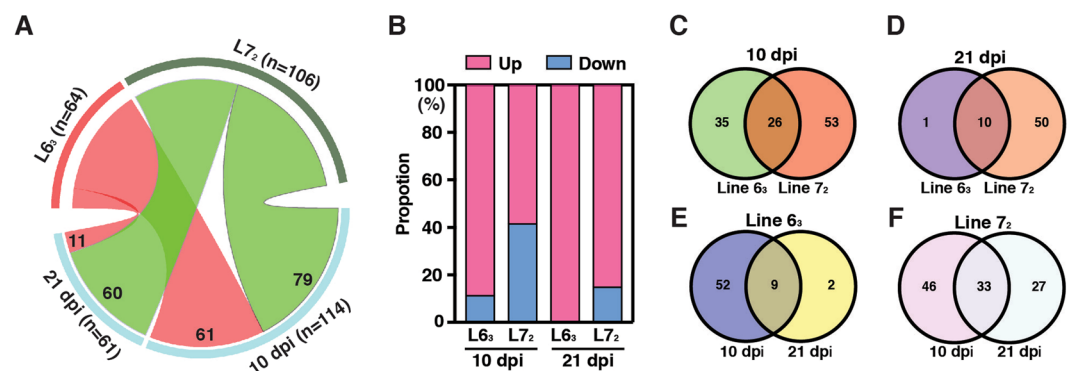 A
L6₃ (n=64)
L7₂ (n=106)
11
60
61
79
21 dpi (n=61)
10 dpi (n=114)
B
Up
Down
100
(%)
80
60
40
20
0
Propotion
L6₃
L7₂
L6₃
L7₂
10 dpi
21 dpi
C
10 dpi
35
26
53
Line 6₃
Line 7₂
D
21 dpi
1
10
50
Line 6₃
Line 7₂
E
Line 6₃
52
9
2
10 dpi
21 dpi
F
Line 7₂
46
33
27
10 dpi
21 dpi